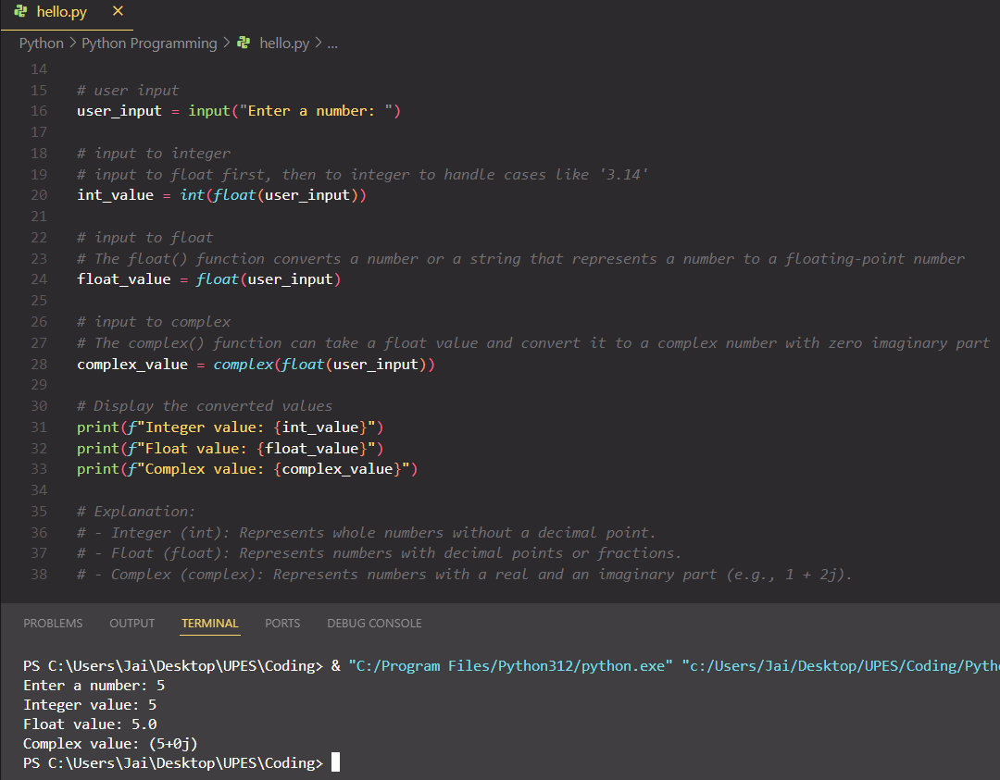 hello.py
Python > Python Programming > hello.py > ...
14
15 # user input
16 user_input = input("Enter a number: ")
17
18 # input to integer
19 # input to float first, then to integer to handle cases like '3.14'
20 int_value = int(float(user_input))
21
22 # input to float
23 # The float() function converts a number or a string that represents a number to a floating-point number
24 float_value = float(user_input)
25
26 # input to complex
27 # The complex() function can take a float value and convert it to a complex number with zero imaginary part
28 complex_value = complex(float(user_input))
29
30 # Display the converted values
31 print(f"Integer value: {int_value}")
32 print(f"Float value: {float_value}")
33 print(f"Complex value: {complex_value}")
34
35 # Explanation:
36 # - Integer (int): Represents whole numbers without a decimal point.
37 # - Float (float): Represents numbers with decimal points or fractions.
38 # - Complex (complex): Represents numbers with a real and an imaginary part (e.g., 1 + 2j).
PROBLEMS OUTPUT TERMINAL PORTS DEBUG CONSOLE
PS C:\Users\Jai\Desktop\UPES\Coding> & "C:/Program Files/Python312/python.exe" "c:/Users/Jai/Desktop/UPES/Coding/Pyth
Enter a number: 5
Integer value: 5
Float value: 5.0
Complex value: (5+0j)
PS C:\Users\Jai\Desktop\UPES\Coding>